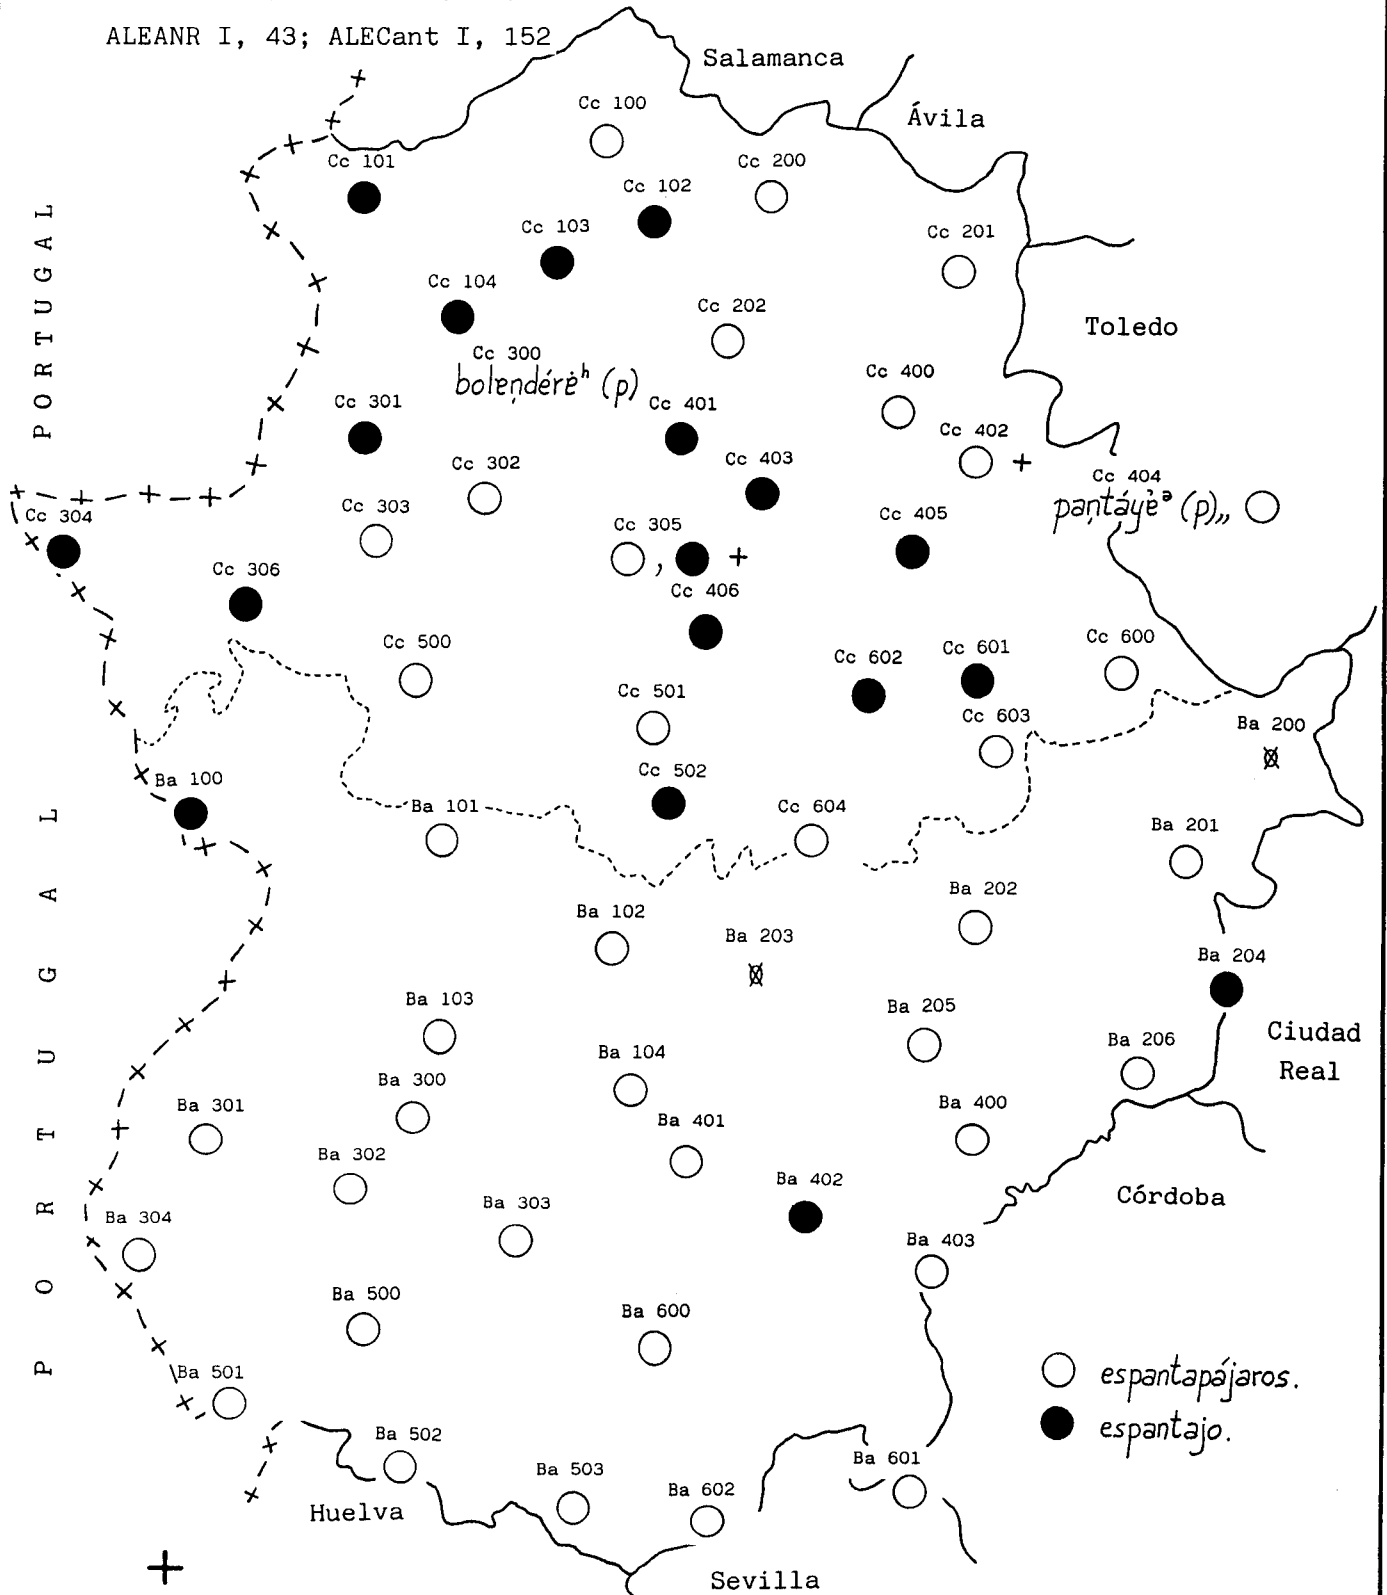 ALEANR I, 43; ALECant I, 152
Salamanca
Ávila
Cc 100
Cc 101
Cc 200
Cc 102
Cc 103
Cc 201
Cc 104
Cc 202
Toledo
PORTUGAL
Cc 300
bolendérėʰ (p)
Cc 400
Cc 301
Cc 401
Cc 402
+
Cc 302
Cc 403
Cc 404
pantáyėᵊ (p),,
Cc 303
Cc 304
Cc 305
,
+
Cc 405
Cc 306
Cc 406
Cc 500
Cc 600
Cc 602
Cc 601
Cc 501
Cc 603
Ba 200
Cc 502
Ba 100
Ba 101
Cc 604
Ba 201
Ba 202
Ba 102
Ba 203
Ba 204
PORTUGAL
Ba 103
Ba 205
Ciudad
Real
Ba 104
Ba 206
Ba 300
Ba 301
Ba 401
Ba 400
Ba 302
Ba 402
Córdoba
Ba 303
Ba 304
Ba 403
Ba 500
Ba 600
Ba 501
espantapájaros.
espantajo.
Ba 502
Ba 503
Ba 601
Ba 602
Huelva
Sevilla
+